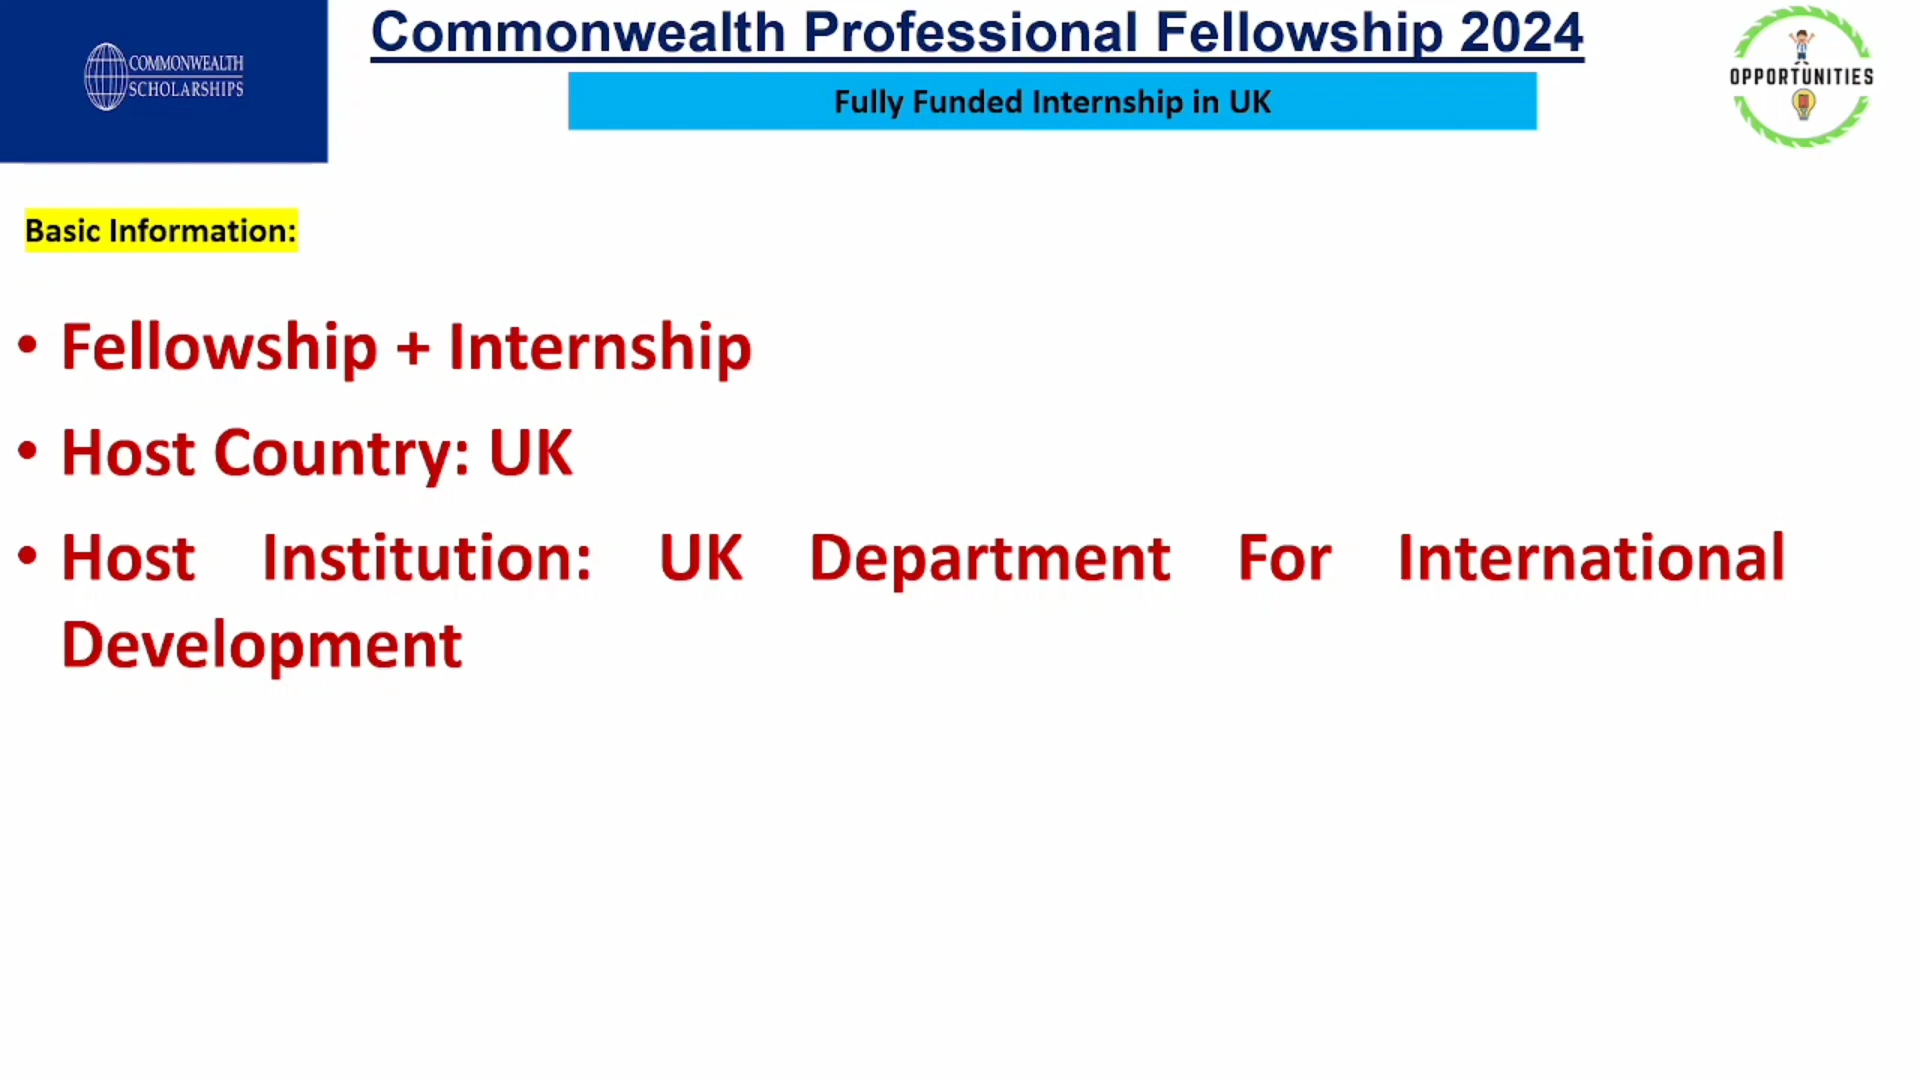 COMMONWEALTH
SCHOLARSHIPS
Commonwealth Professional Fellowship 2024
Fully Funded Internship in UK
OPPORTUNITIES
Basic Information:
• Fellowship + Internship
• Host Country: UK
• Host Institution: UK Department For International
Development